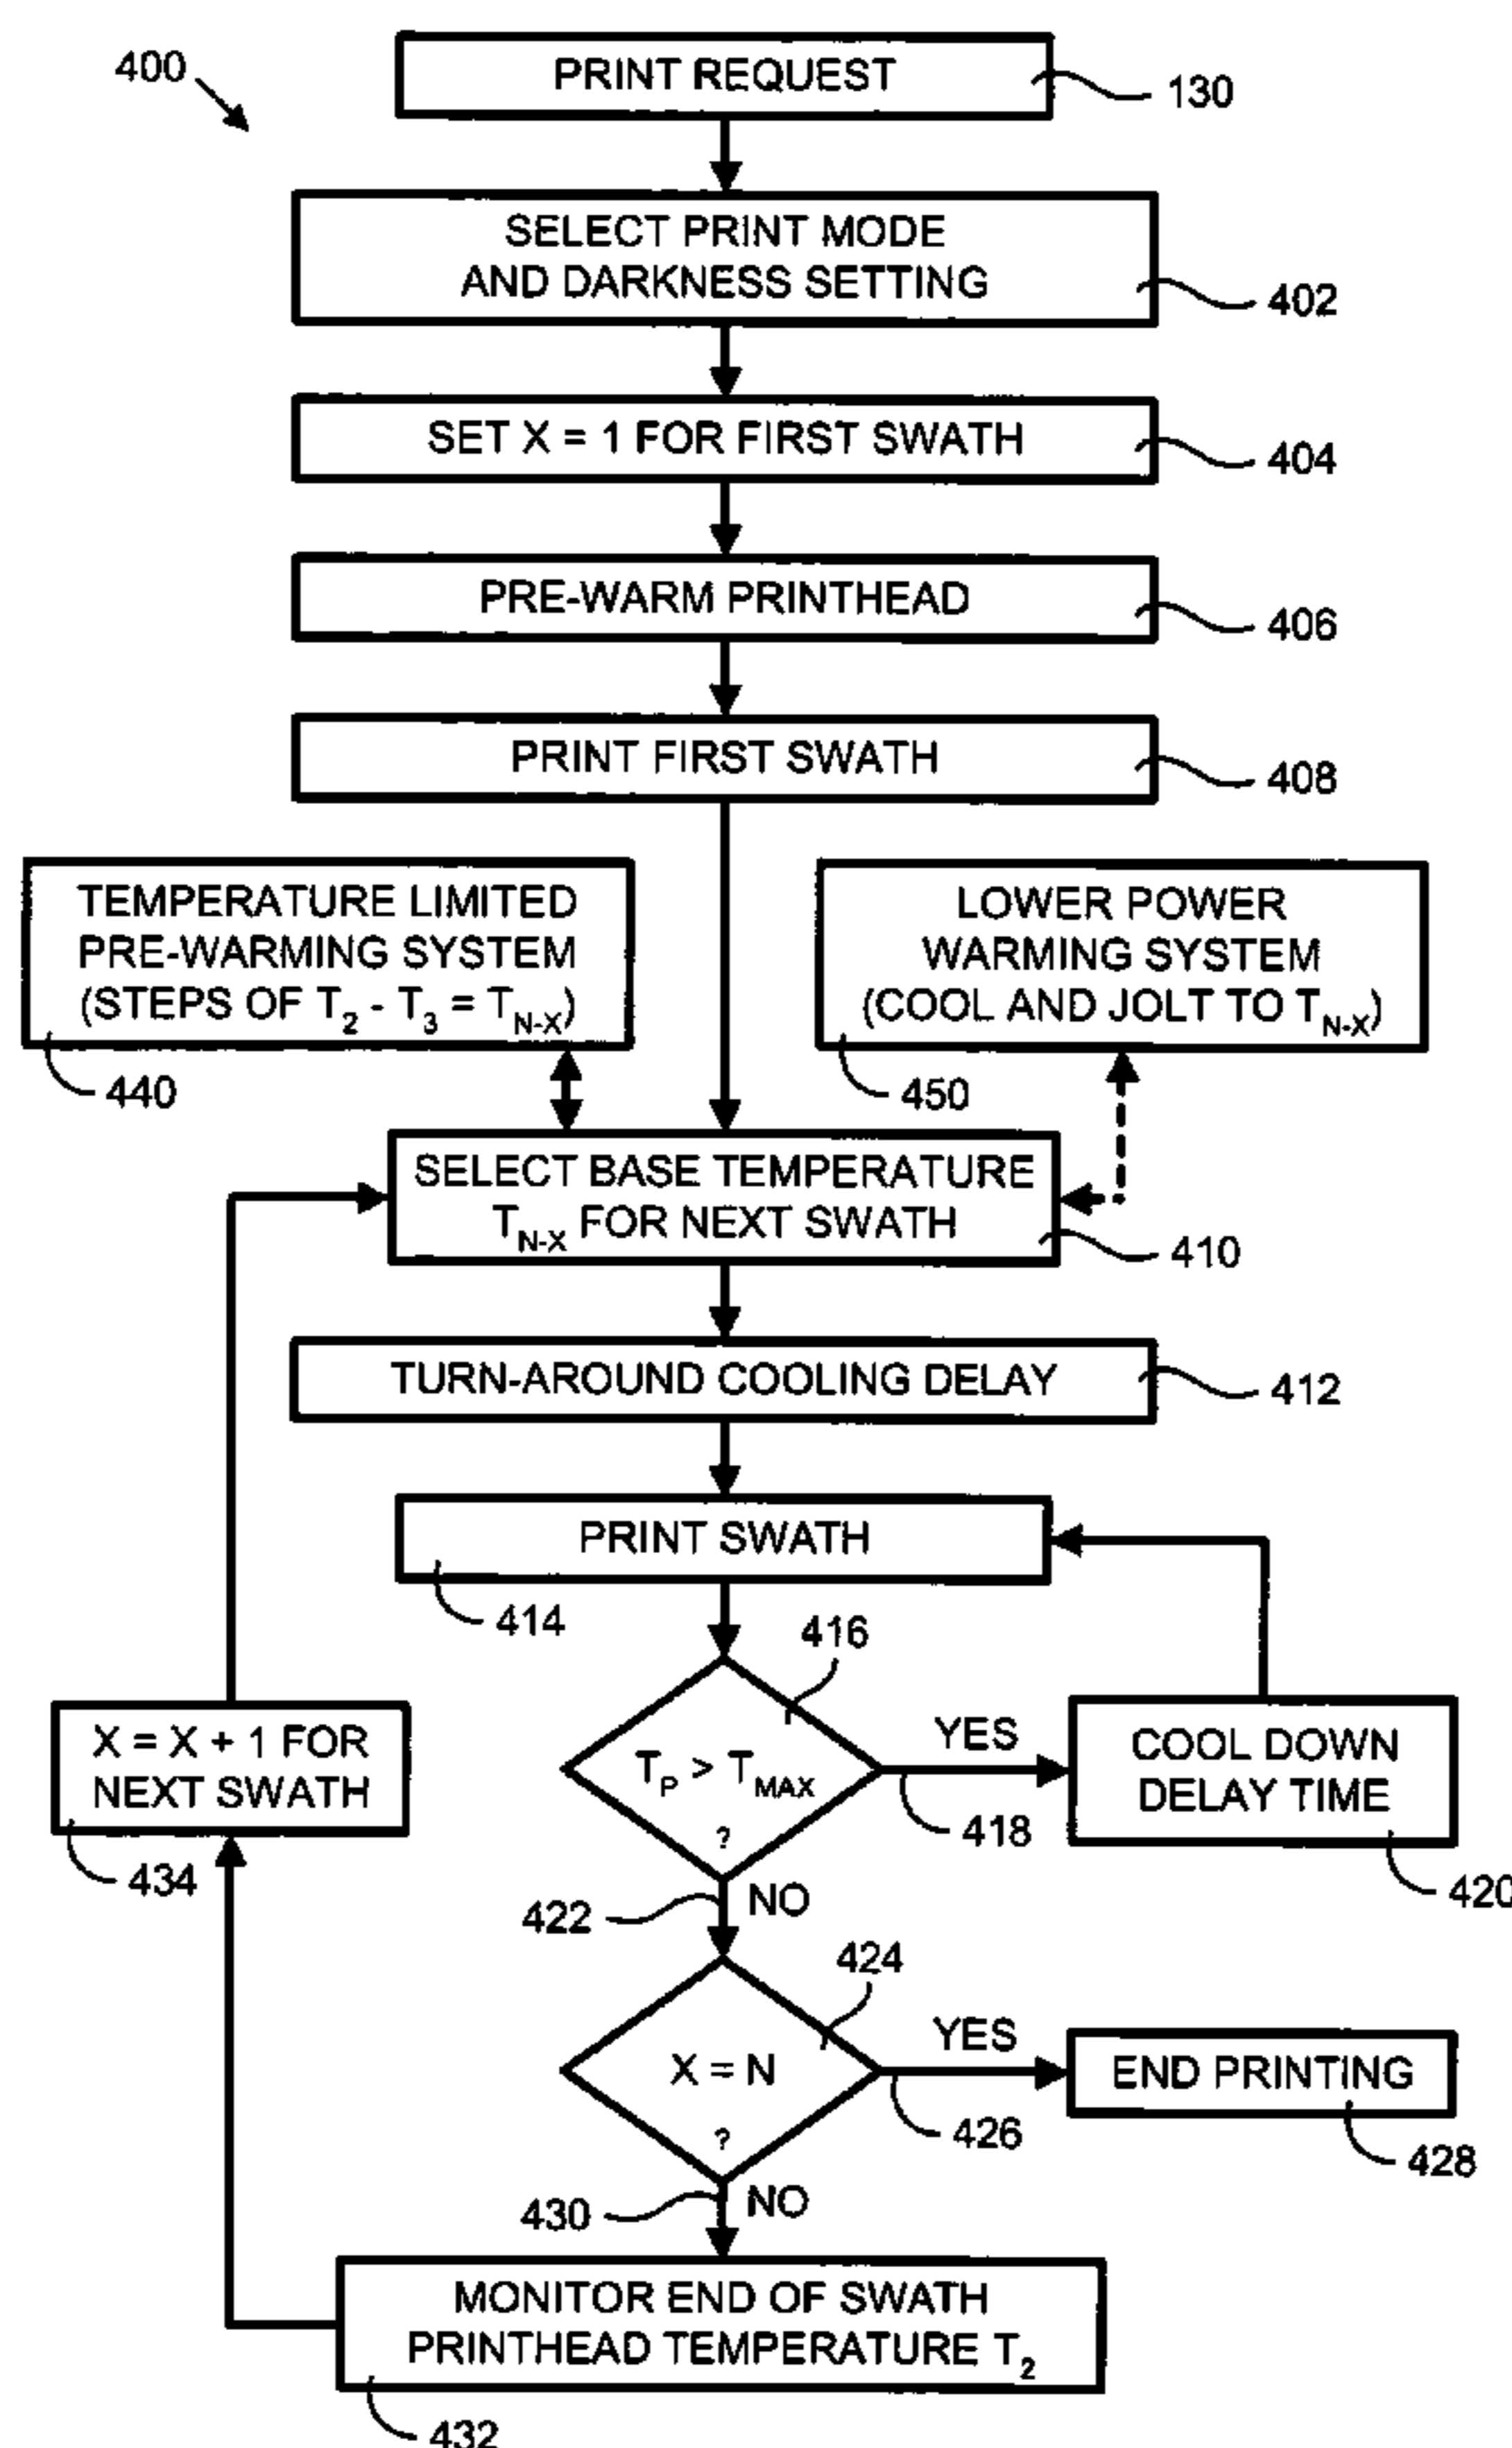 400
PRINT REQUEST
130
SELECT PRINT MODE
AND DARKNESS SETTING
402
SET X = 1 FOR FIRST SWATH
404
PRE-WARM PRINTHEAD
406
PRINT FIRST SWATH
408
TEMPERATURE LIMITED
PRE-WARMING SYSTEM
(STEPS OF T2 - T3 = TN-X)
440
LOWER POWER
WARMING SYSTEM
(COOL AND JOLT TO TN-X)
450
SELECT BASE TEMPERATURE
TN-X FOR NEXT SWATH
410
TURN-AROUND COOLING DELAY
412
PRINT SWATH
414
416
TP > TMAX
?
YES
418
COOL DOWN
DELAY TIME
420
X = X + 1 FOR
NEXT SWATH
434
422
NO
424
X = N
?
YES
426
END PRINTING
428
430
NO
MONITOR END OF SWATH
PRINTHEAD TEMPERATURE T2
432